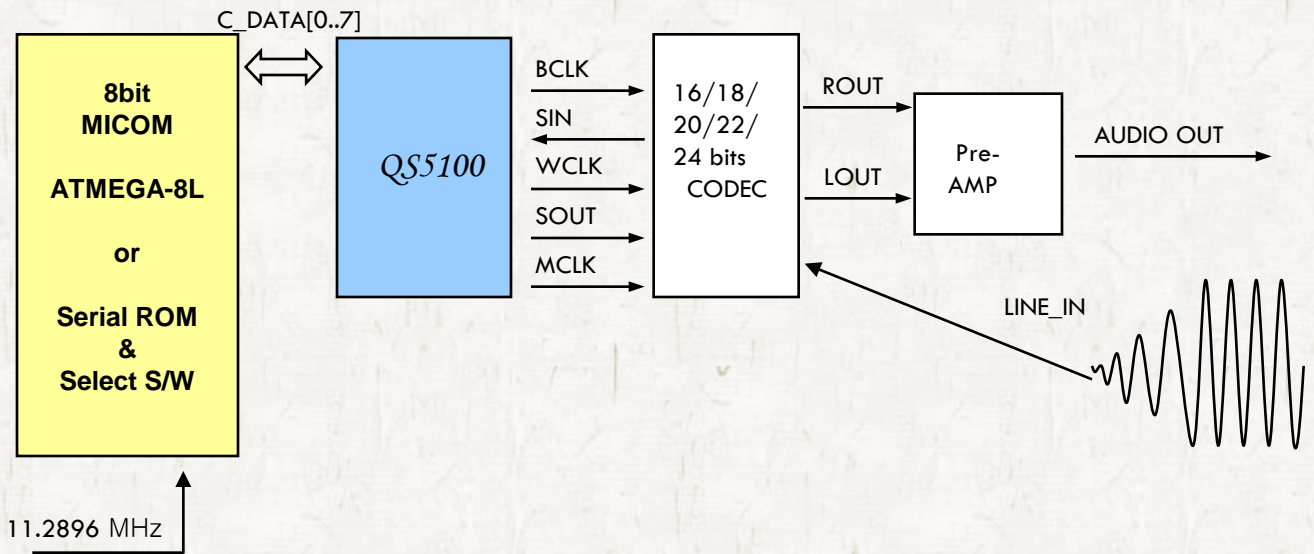 C_DATA[0..7]
8bit
MICOM
ATMEGA-8L
or
Serial ROM
&
Select S/W
11.2896 MHz
QS5100
BCLK
SIN
WCLK
SOUT
MCLK
16/18/
20/22/
24 bits
CODEC
ROUT
LOUT
Pre-
AMP
AUDIO OUT
LINE_IN